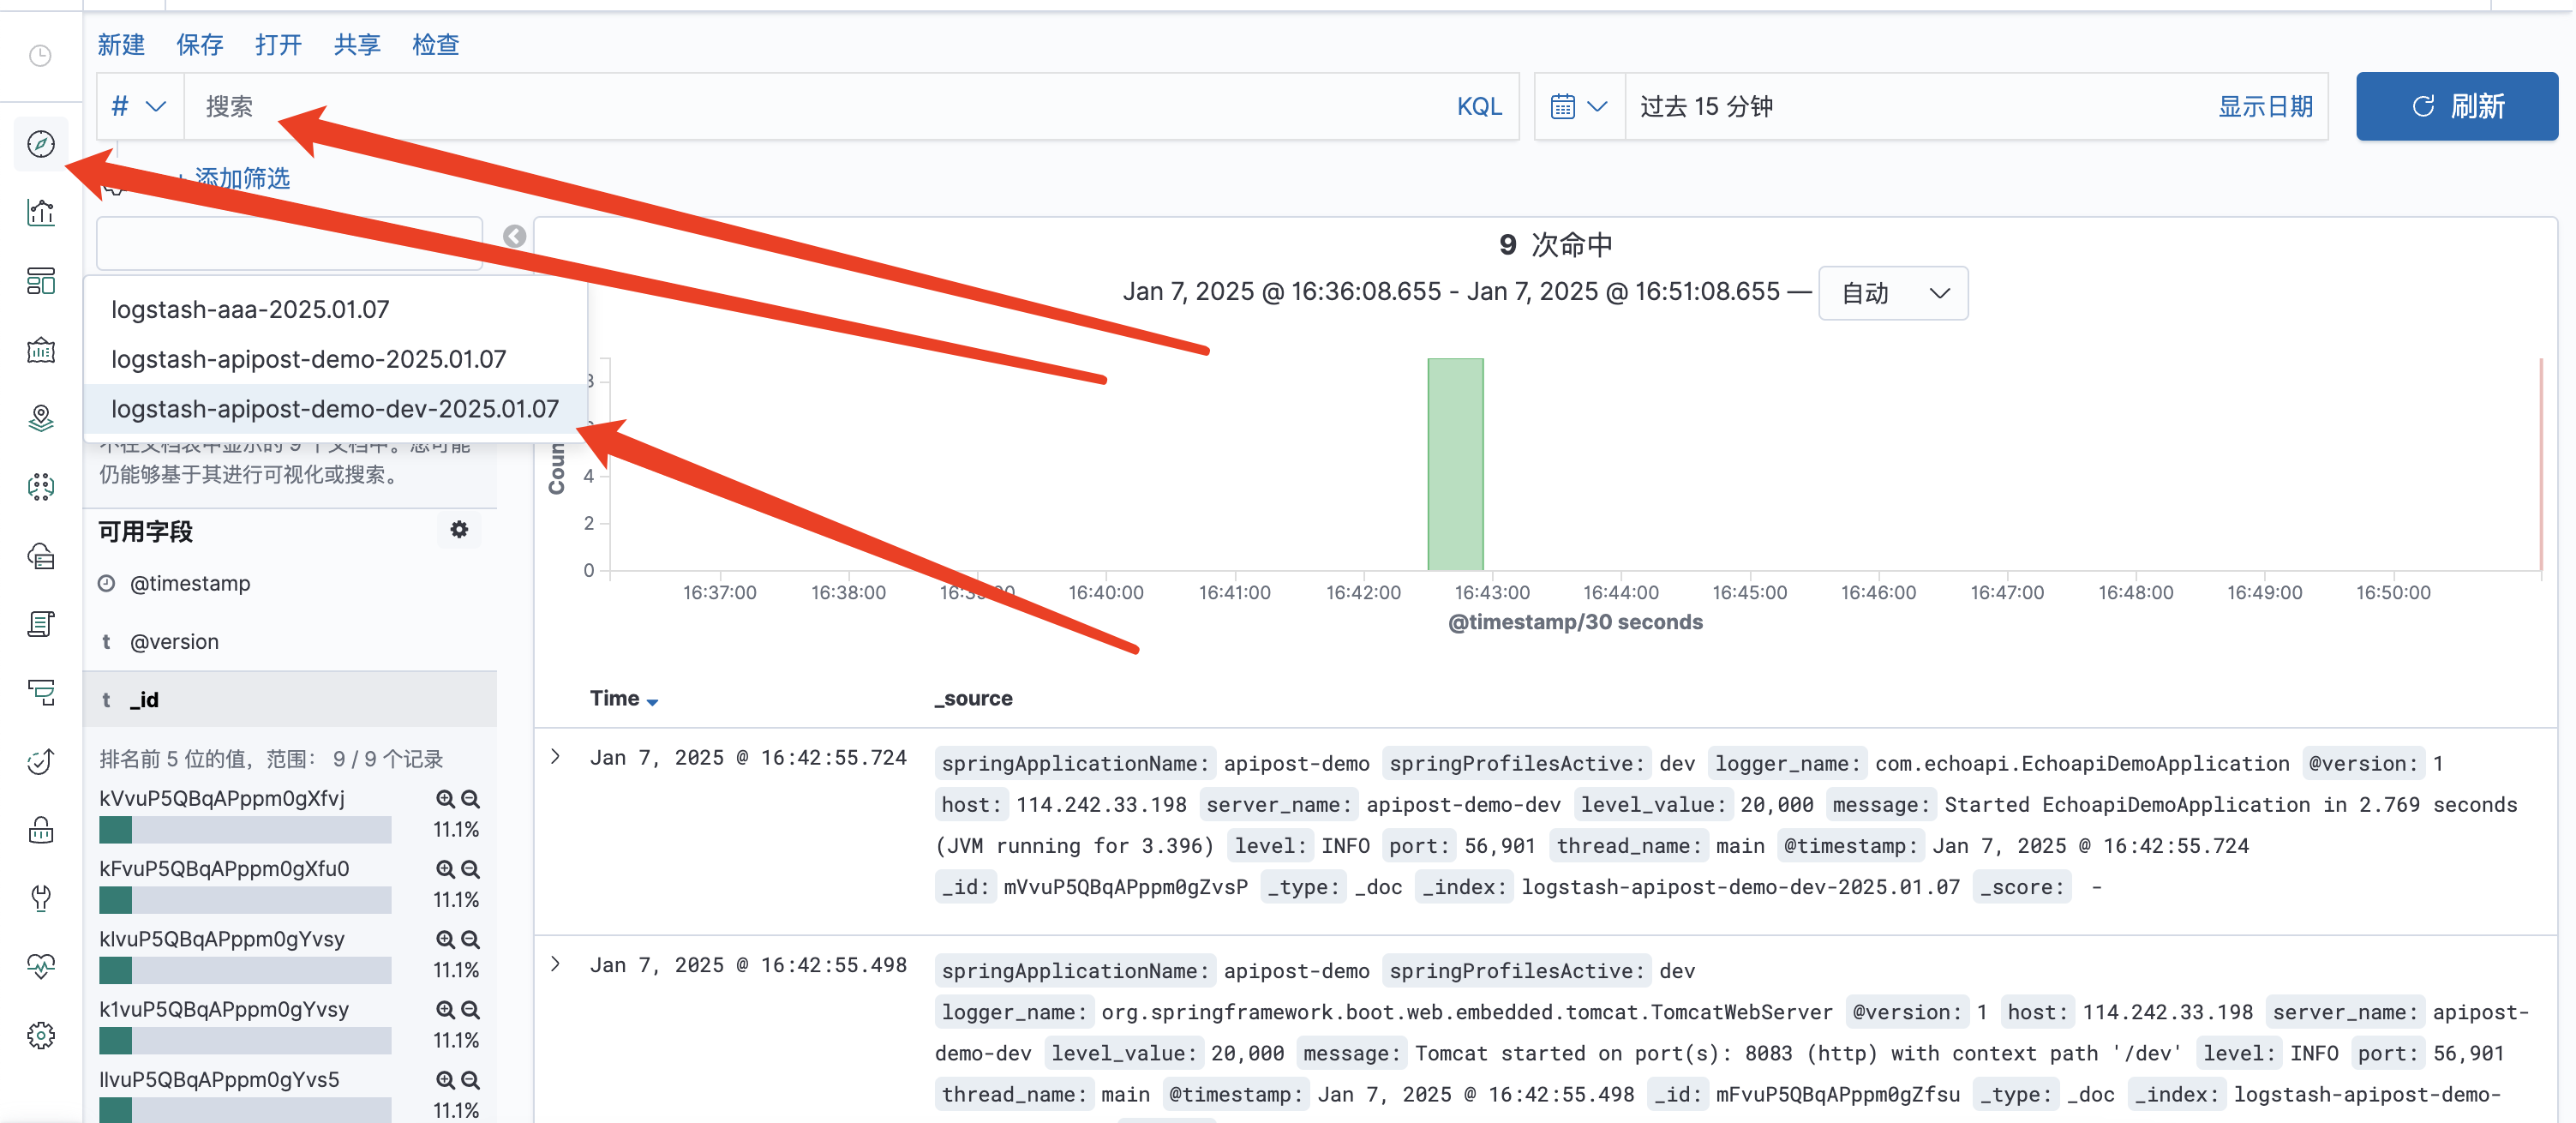 新建 保存 打开 共享 检查
# 搜索 KQL 过去 15 分钟 显示日期 刷新
添加筛选
logstash-aaa-2025.01.07
logstash-apipost-demo-2025.01.07
logstash-apipost-demo-dev-2025.01.07
仍能够基于其进行可视化或搜索。
可用字段
@timestamp
t @version
t _id
排名前 5 位的值，范围： 9 / 9 个记录
kVvuP5QBqAPppm0gXfvj
11.1%
kFvuP5QBqAPppm0gXfu0
11.1%
klvuP5QBqAPppm0gYvsy
11.1%
k1vuP5QBqAPppm0gYvsy
11.1%
llvuP5QBqAPppm0gYvs5
11.1%
9 次命中
Jan 7, 2025 @ 16:36:08.655 - Jan 7, 2025 @ 16:51:08.655 — 自动
8
4
2
0
16:37:00 16:38:00 16:40:00 16:41:00 16:42:00 16:43:00 16:44:00 16:45:00 16:46:00 16:47:00 16:48:00 16:49:00 16:50:00
@timestamp/30 seconds
Time _source
Jan 7, 2025 @ 16:42:55.724 springApplicationName: apipost-demo springProfilesActive: dev logger_name: com.echoapi.EchoapiDemoApplication @version: 1
host: 114.242.33.198 server_name: apipost-demo-dev level_value: 20,000 message: Started EchoapiDemoApplication in 2.769 seconds
(JVM running for 3.396) level: INFO port: 56,901 thread_name: main @timestamp: Jan 7, 2025 @ 16:42:55.724
_id: mVvuP5QBqAPppm0gZvsP _type: _doc _index: logstash-apipost-demo-dev-2025.01.07 _score: -
Jan 7, 2025 @ 16:42:55.498 springApplicationName: apipost-demo springProfilesActive: dev
logger_name: org.springframework.boot.web.embedded.tomcat.TomcatWebServer @version: 1 host: 114.242.33.198 server_name: apipost-
demo-dev level_value: 20,000 message: Tomcat started on port(s): 8083 (http) with context path '/dev' level: INFO port: 56,901
thread_name: main @timestamp: Jan 7, 2025 @ 16:42:55.498 _id: mFvuP5QBqAPppm0gZfsu _type: _doc _index: logstash-apipost-demo-